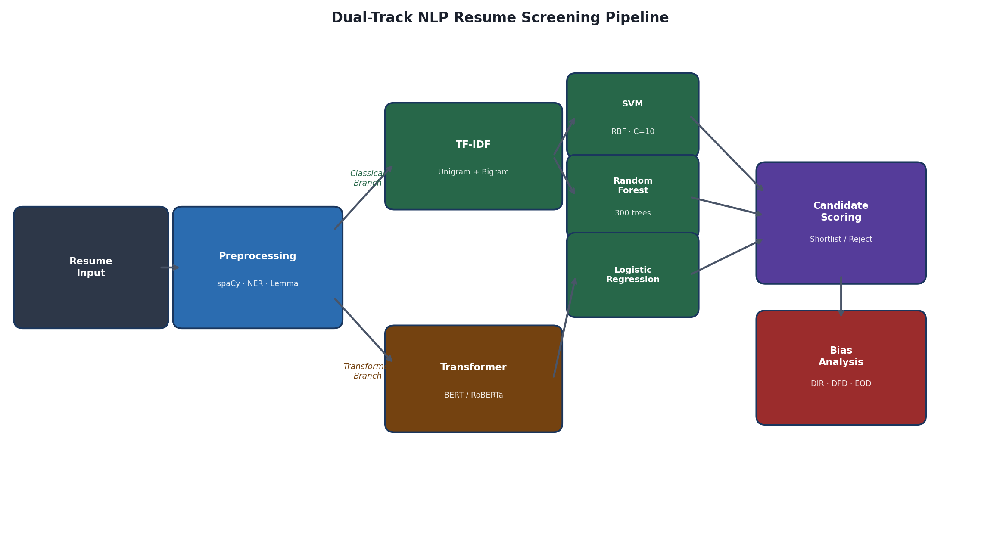 Dual-Track NLP Resume Screening Pipeline
Resume
Input
Preprocessing
spaCy · NER · Lemma
Classical
Branch
TF-IDF
Unigram + Bigram
Branch
Transformer
BERT / RoBERTa
SVM
RBF · C=10
Random
Forest
300 trees
Logistic
Regression
Candidate
Scoring
Shortlist / Reject
Bias
Analysis
DIR · DPD · EOD